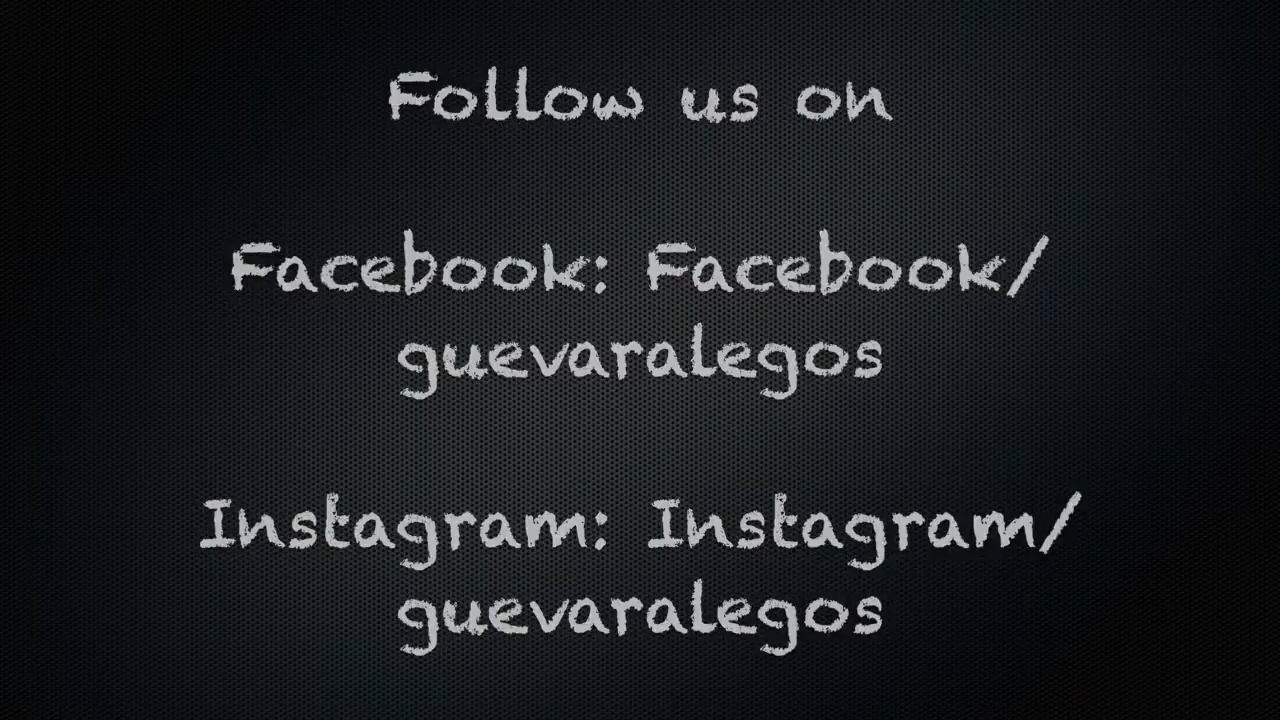 Follow us on
Facebook: Facebook/
guevaralegos
Instagram: Instagram/
guevaralegos